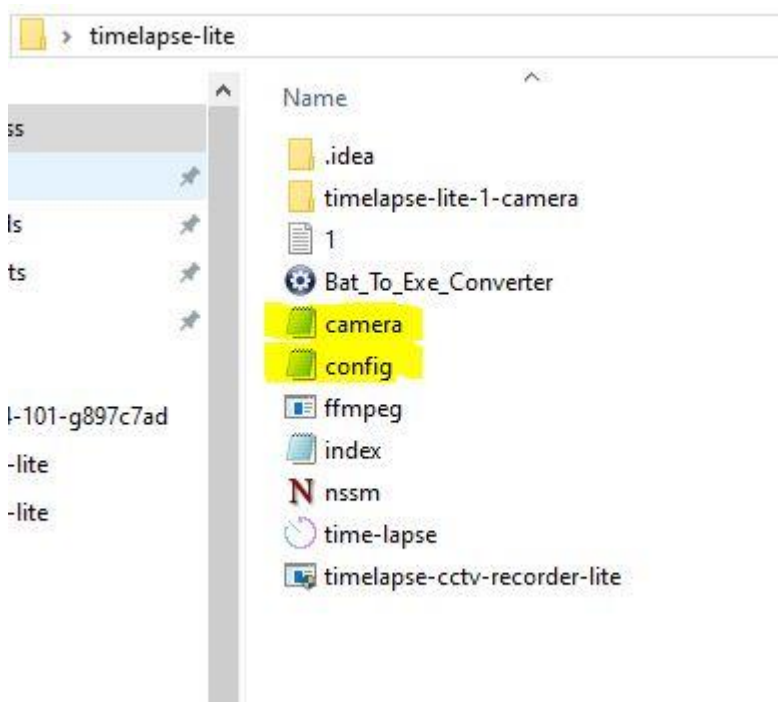 > timelapse-lite
Name
ss
.idea
timelapse-lite-1-camera
ls
1
ts
Bat_To_Exe_Converter
camera
config
-101-g897c7ad
ffmpeg
-lite
index
-lite
N nssm
time-lapse
timelapse-cctv-recorder-lite